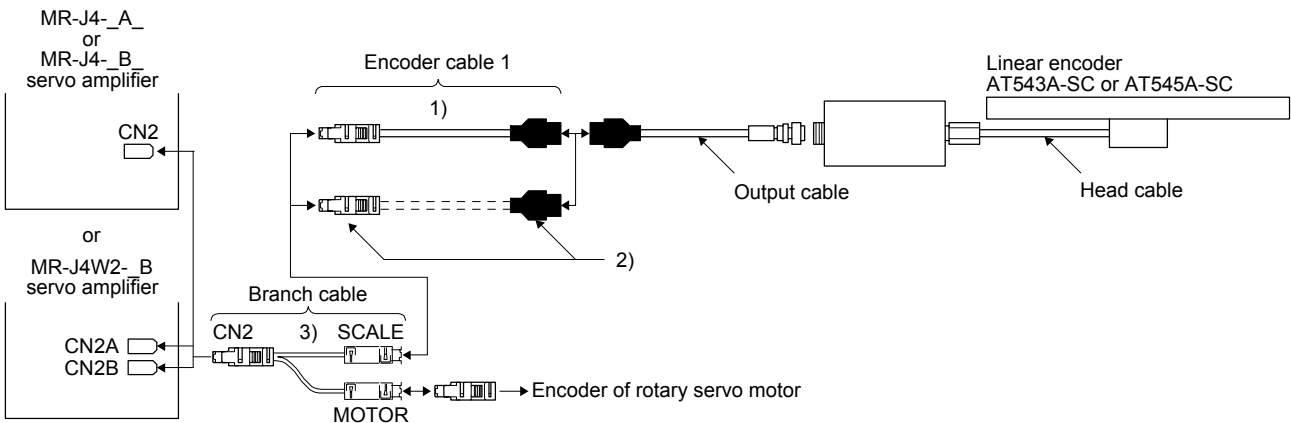 MR-J4-_A_
or
MR-J4-_B_
servo amplifier
CN2
or
MR-J4W2-_B
servo amplifier
CN2A
CN2B
Encoder cable 1
1)
2)
Branch cable
CN2 3) SCALE
MOTOR
Encoder of rotary servo motor
Output cable
Linear encoder
AT543A-SC or AT545A-SC
Head cable